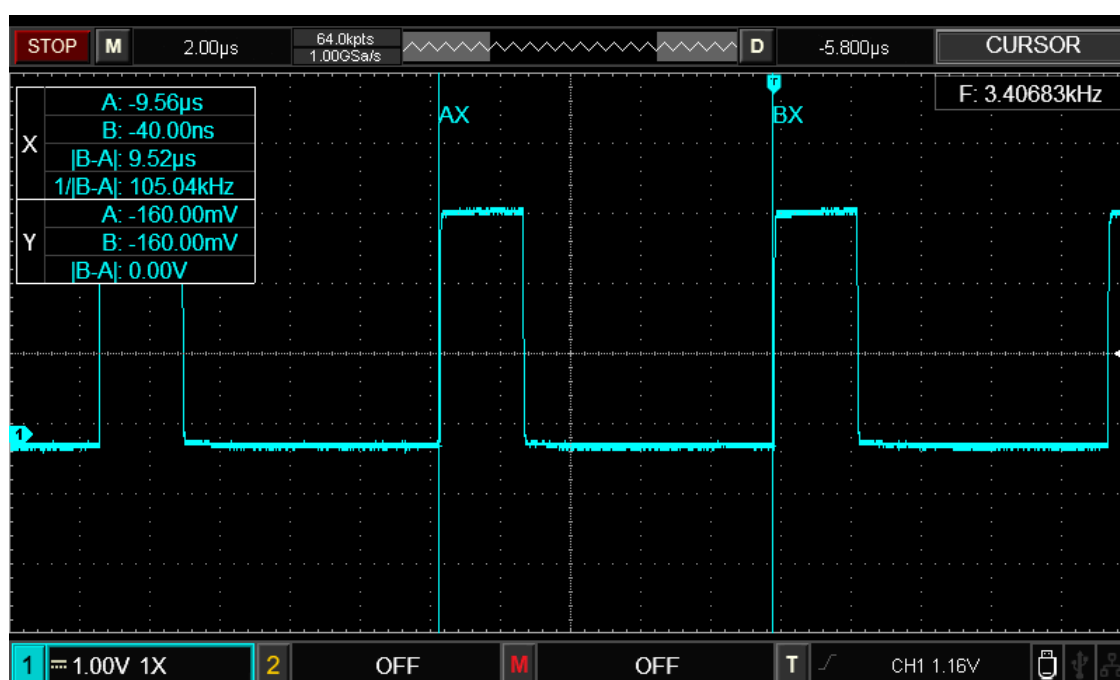 STOP M 2.00µs 64.0kpts D -5.800µs CURSOR
1.00GSa/s
T
F: 3.40683kHz
X
A: -9.56µs
B: -40.00ns
|B-A|: 9.52µs
1/|B-A|: 105.04kHz
Y
A: -160.00mV
B: -160.00mV
|B-A|: 0.00V
AX BX
1
1 1.00V 1X 2 OFF M OFF T CH1 1.16V